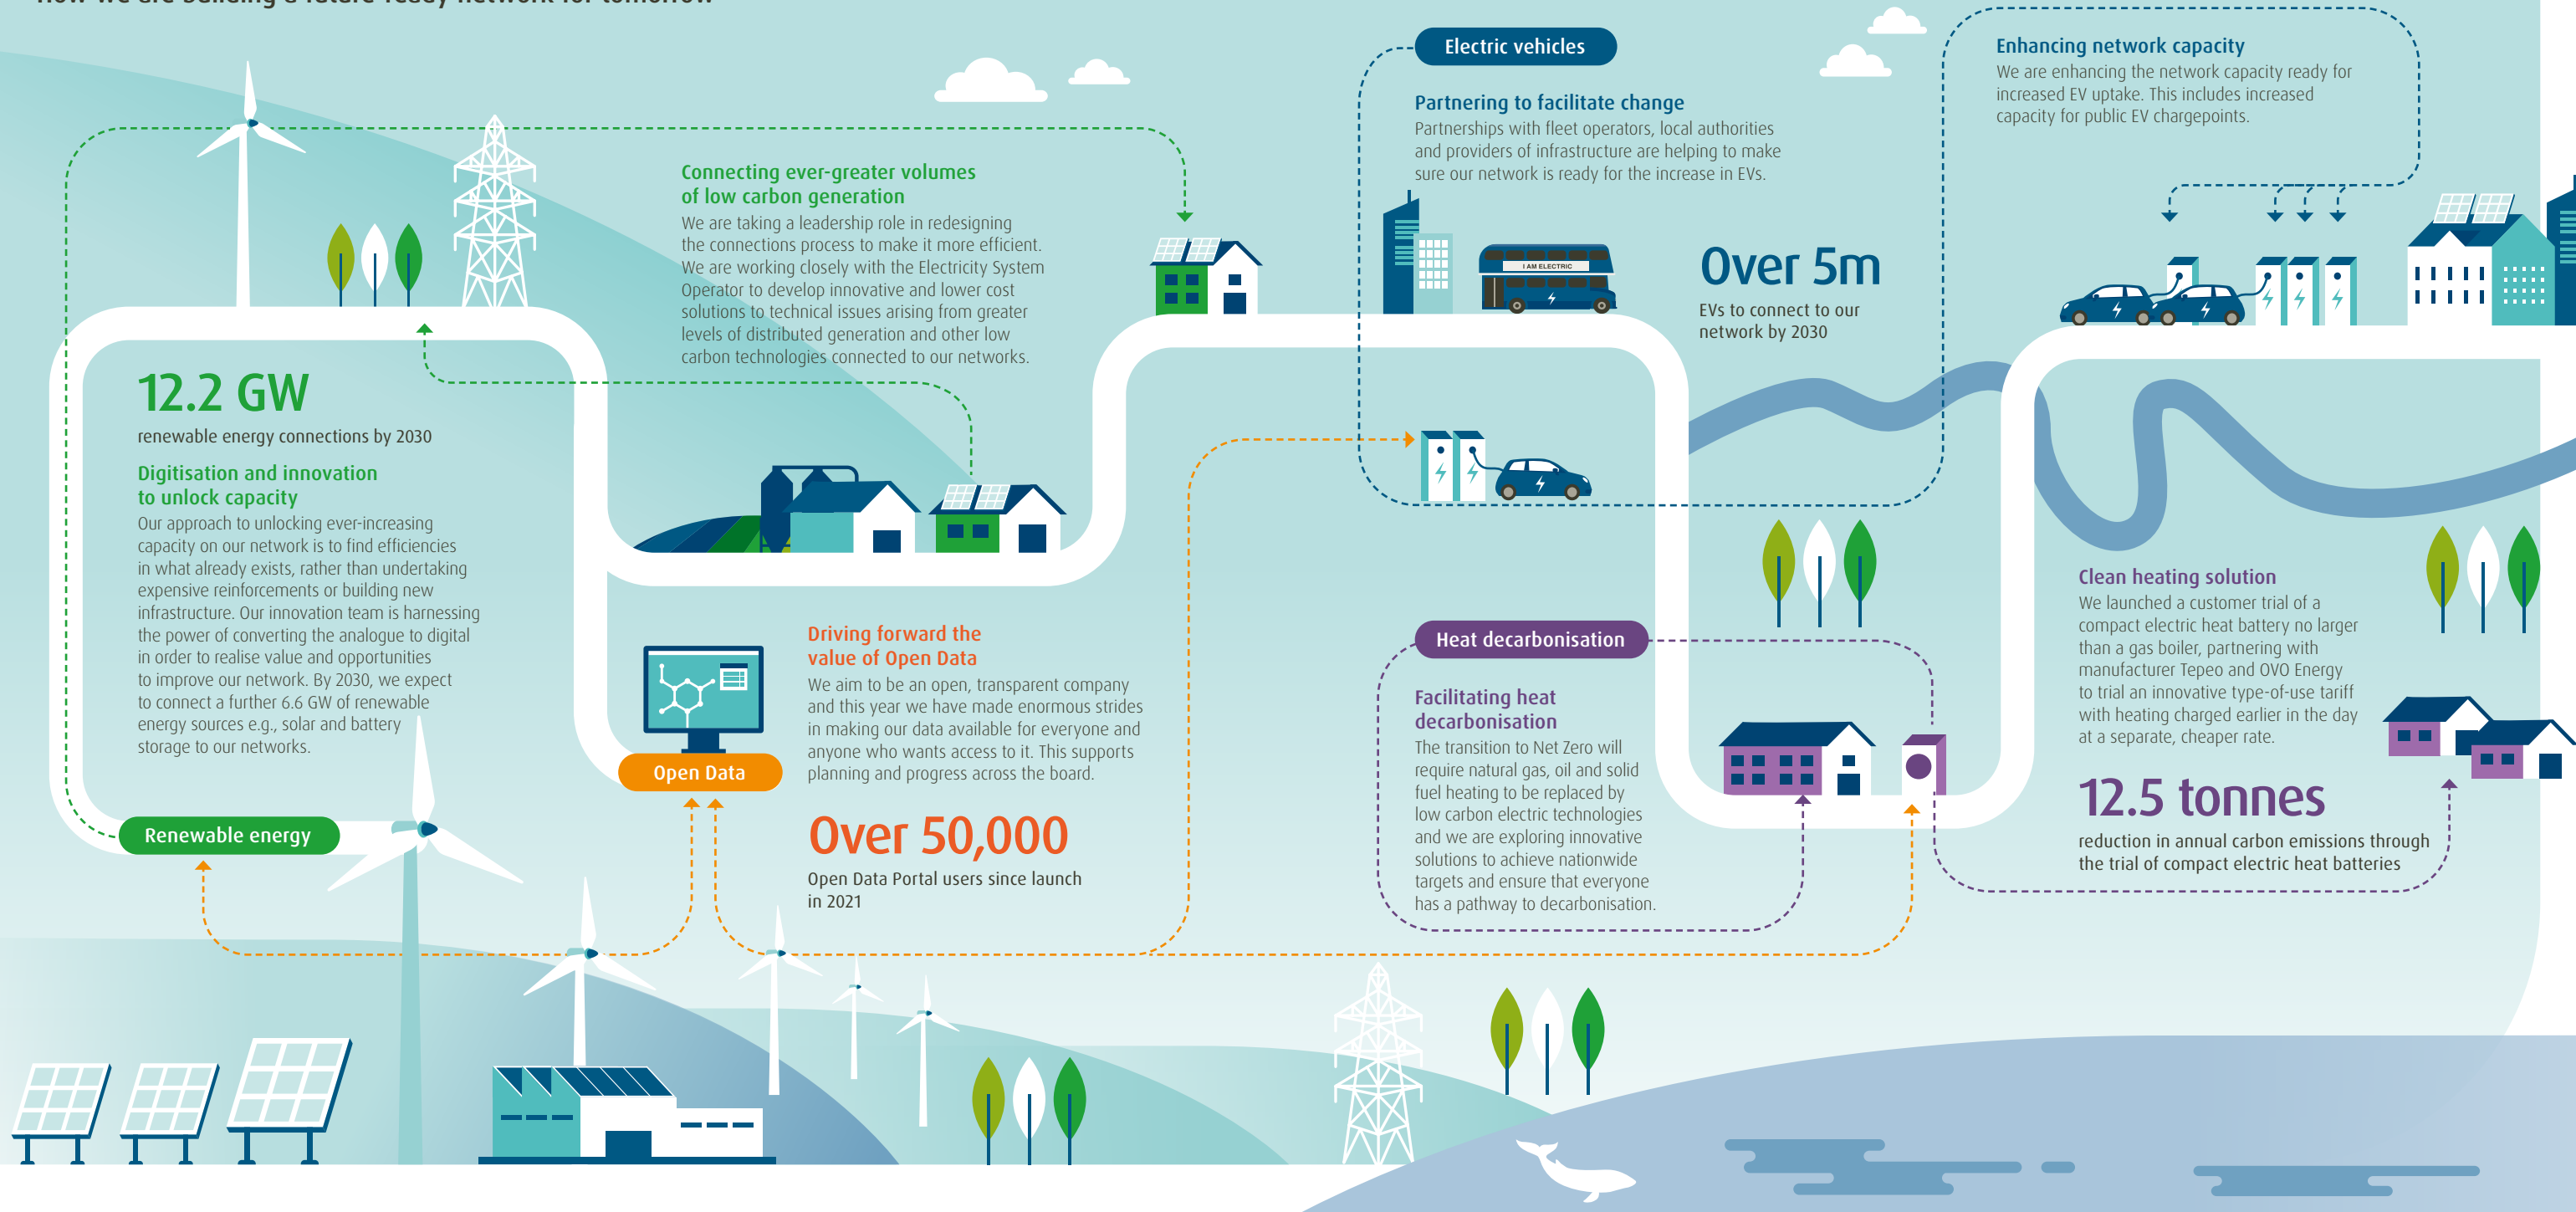 How we are building a future-ready network for tomorrow
Renewable energy
12.2 GW
renewable energy connections by 2030
Digitisation and innovation
to unlock capacity
Our approach to unlocking ever-increasing
capacity on our network is to find efficiencies
in what already exists, rather than undertaking
expensive reinforcements or building new
infrastructure. Our innovation team is harnessing
the power of converting the analogue to digital
in order to realise value and opportunities
to improve our network. By 2030, we expect
to connect a further 6.6 GW of renewable
energy sources e.g., solar and battery
storage to our networks.
Connecting ever-greater volumes
of low carbon generation
We are taking a leadership role in redesigning
the connections process to make it more efficient.
We are working closely with the Electricity System
Operator to develop innovative and lower cost
solutions to technical issues arising from greater
levels of distributed generation and other low
carbon technologies connected to our networks.
Open Data
Driving forward the
value of Open Data
We aim to be an open, transparent company
and this year we have made enormous strides
in making our data available for everyone and
anyone who wants access to it. This supports
planning and progress across the board.
Over 50,000
Open Data Portal users since launch
in 2021
Electric vehicles
Partnering to facilitate change
Partnerships with fleet operators, local authorities
and providers of infrastructure are helping to make
sure our network is ready for the increase in EVs.
I AM ELECTRIC
Over 5m
EVs to connect to our
network by 2030
Enhancing network capacity
We are enhancing the network capacity ready for
increased EV uptake. This includes increased
capacity for public EV chargepoints.
Heat decarbonisation
Facilitating heat
decarbonisation
The transition to Net Zero will
require natural gas, oil and solid
fuel heating to be replaced by
low carbon electric technologies
and we are exploring innovative
solutions to achieve nationwide
targets and ensure that everyone
has a pathway to decarbonisation.
Clean heating solution
We launched a customer trial of a
compact electric heat battery no larger
than a gas boiler, partnering with
manufacturer Tepeo and OVO Energy
to trial an innovative type-of-use tariff
with heating charged earlier in the day
at a separate, cheaper rate.
12.5 tonnes
reduction in annual carbon emissions through
the trial of compact electric heat batteries